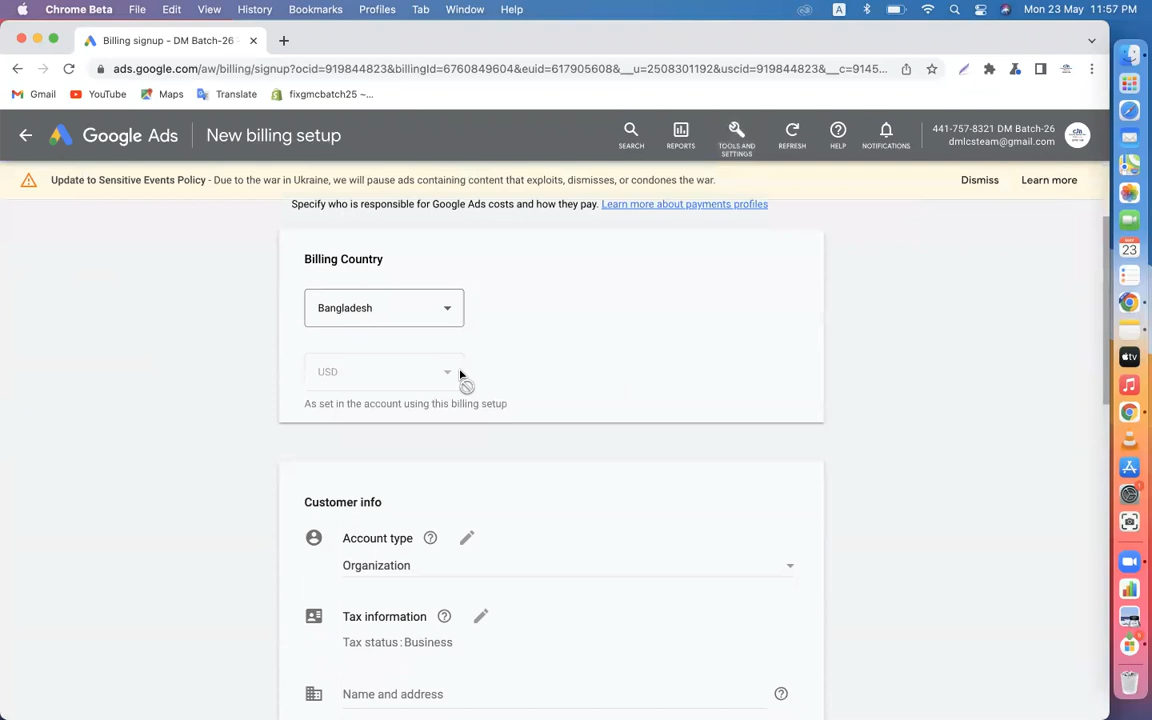 Chrome Beta File Edit View History Bookmarks Profiles Tab Window Help A Mon 23 May 11:57 PM
Billing signup - DM Batch-26 -
ads.google.com/aw/billing/signup?ocid=919844823&billingId=6760849604&euid=617905608&__u=2508301192&uscid=919844823&__c=9145...
Gmail YouTube Maps Translate fixgmcbatch25 ~...
Google Ads New billing setup
SEARCH REPORTS TOOLS AND SETTINGS REFRESH HELP NOTIFICATIONS
441-757-8321 DM Batch-26
dmlcsteam@gmail.com
Update to Sensitive Events Policy - Due to the war in Ukraine, we will pause ads containing content that exploits, dismisses, or condones the war. Dismiss Learn more
Specify who is responsible for Google Ads costs and how they pay. Learn more about payments profiles
Billing Country
Bangladesh
USD
As set in the account using this billing setup
Customer info
Account type
Organization
Tax information
Tax status: Business
Name and address